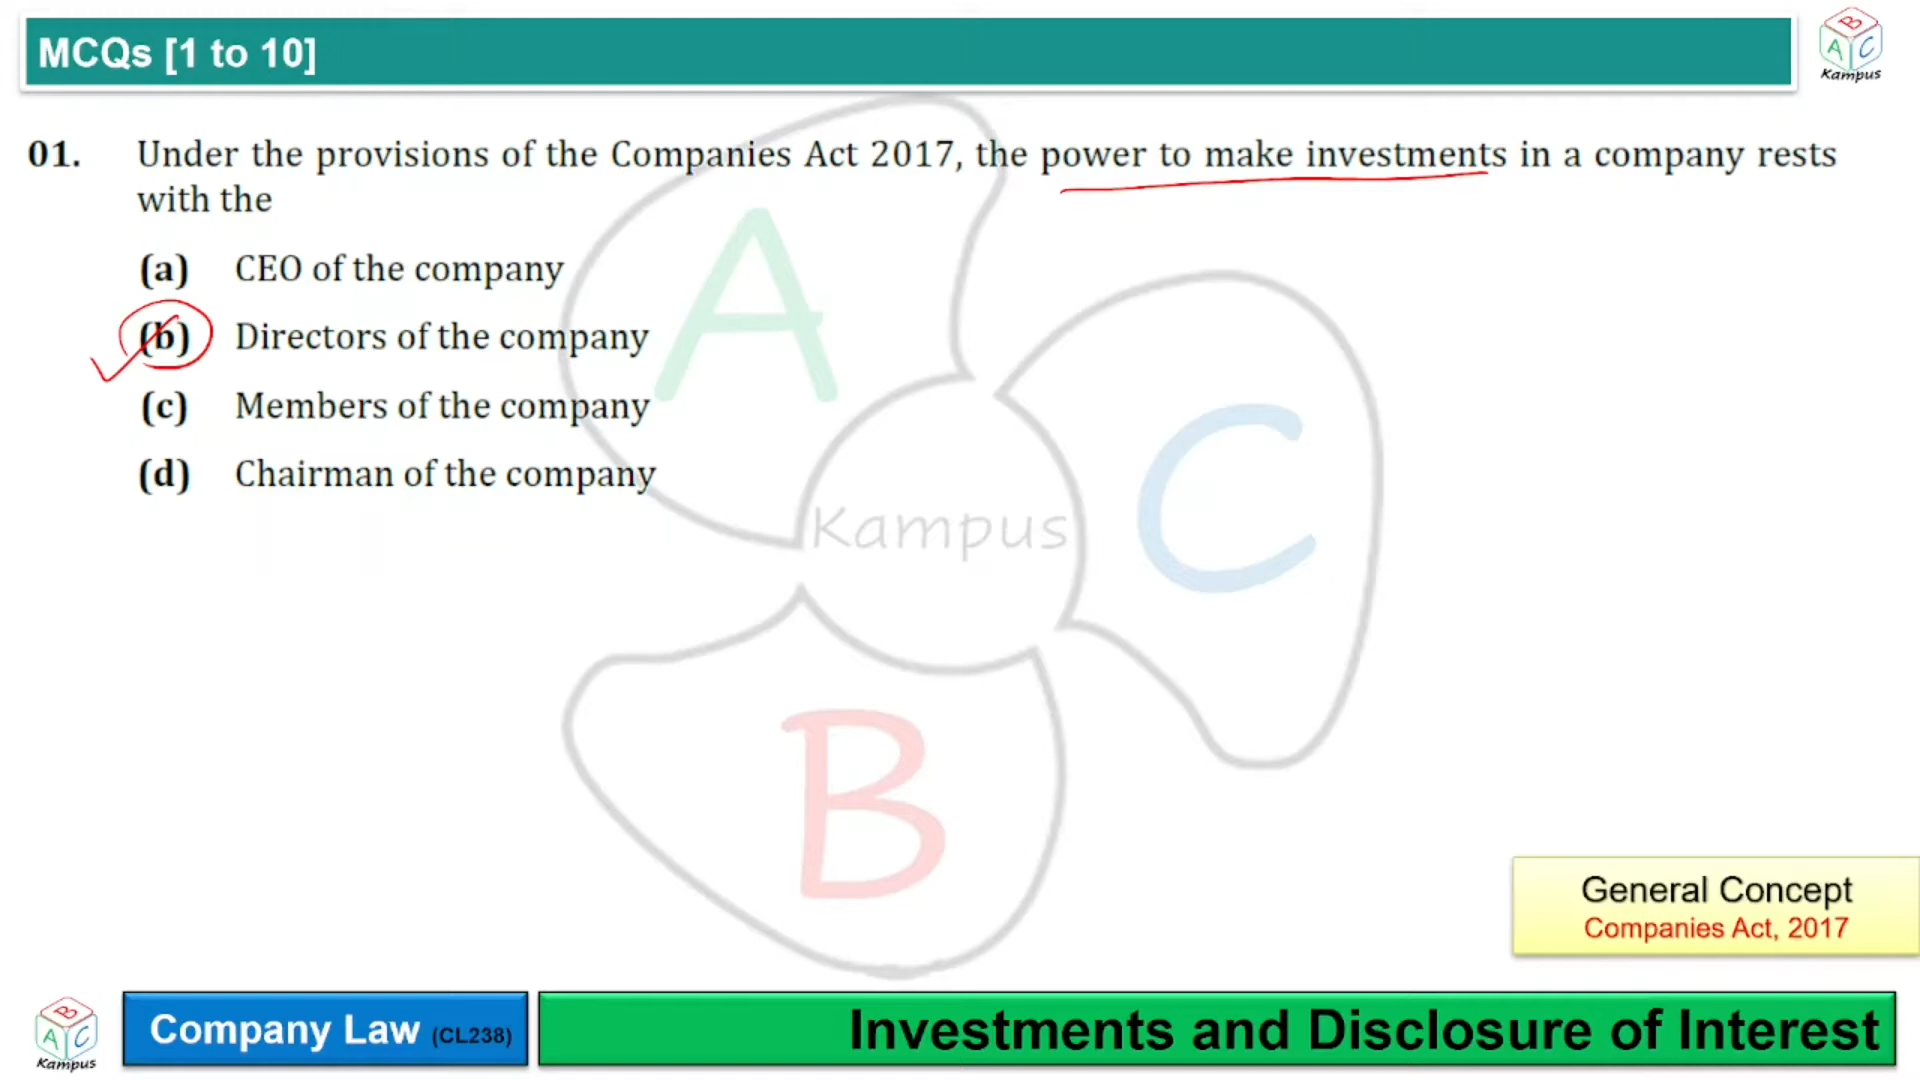 MCQs [1 to 10]
B
A C
Kampus
01. Under the provisions of the Companies Act 2017, the power to make investments in a company rests
with the
(a) CEO of the company
(b) Directors of the company
(c) Members of the company
(d) Chairman of the company
A
C
Kampus
B
General Concept
Companies Act, 2017
B
A C
Kampus
Company Law (CL238)
Investments and Disclosure of Interest